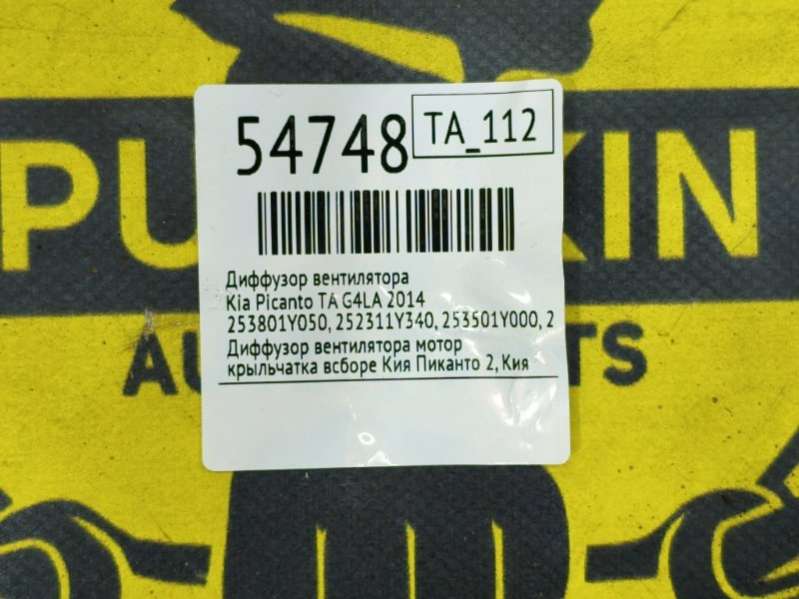 54748
TA_112
Диффузор вентилятора
Kia Picanto TA G4LA 2014
253801Y050, 252311Y340, 253501Y000, 2
Диффузор вентилятора мотор
крыльчатка всборе Кия Пиканто 2, Кия
PU KIN
AU TS